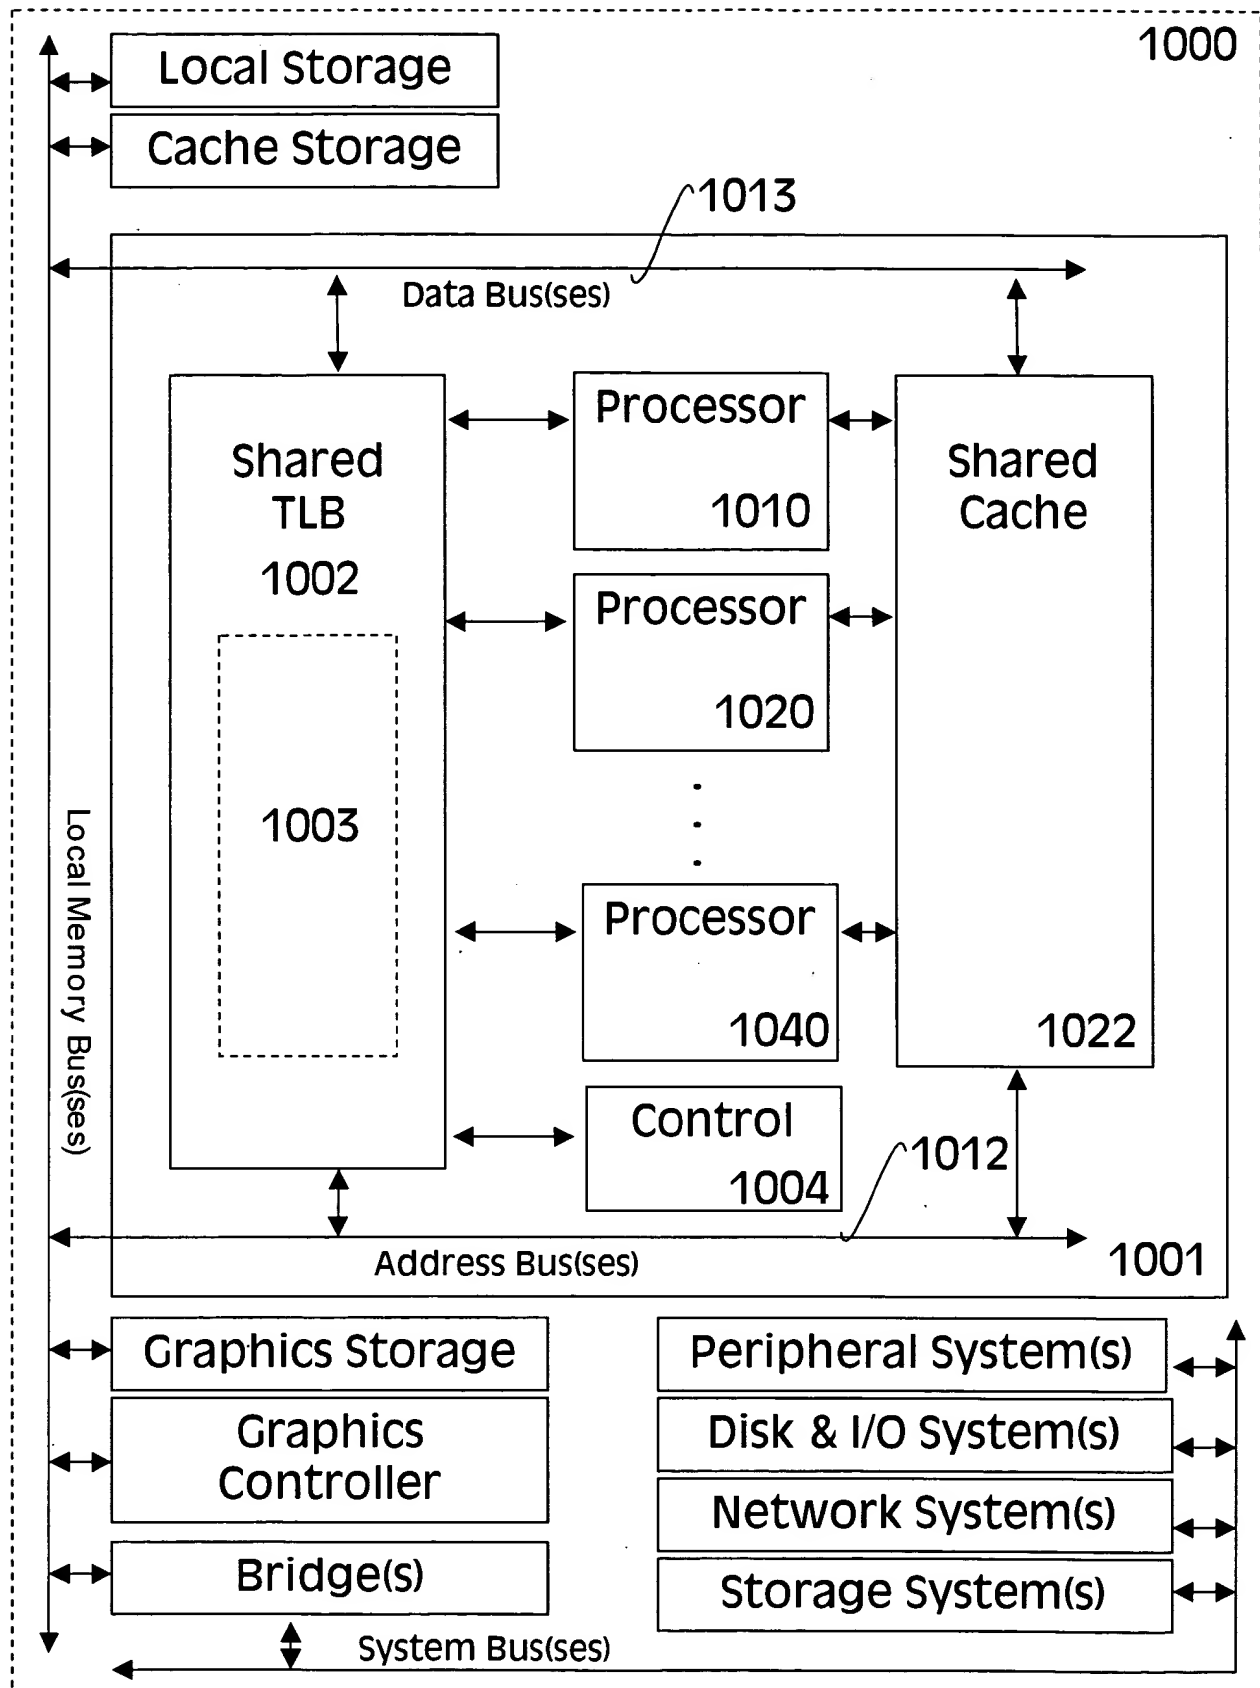 1000
Local Storage
Cache Storage
1013
Data Bus(ses)
Shared
TLB
1002
1003
Processor
1010
Processor
1020
Processor
1040
Control
1004
Shared
Cache
1022
1012
Address Bus(ses)
1001
Local Memory Bus(ses)
Graphics Storage
Graphics
Controller
Bridge(s)
System Bus(ses)
Peripheral System(s)
Disk & I/O System(s)
Network System(s)
Storage System(s)